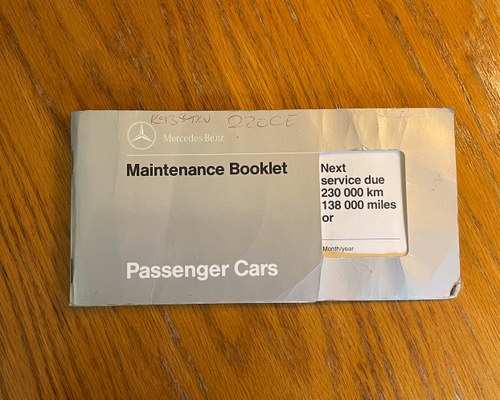 220CE
Mercedes-Benz
Maintenance Booklet
Next
service due
230 000 km
138 000 miles
or
Month/year
Passenger Cars